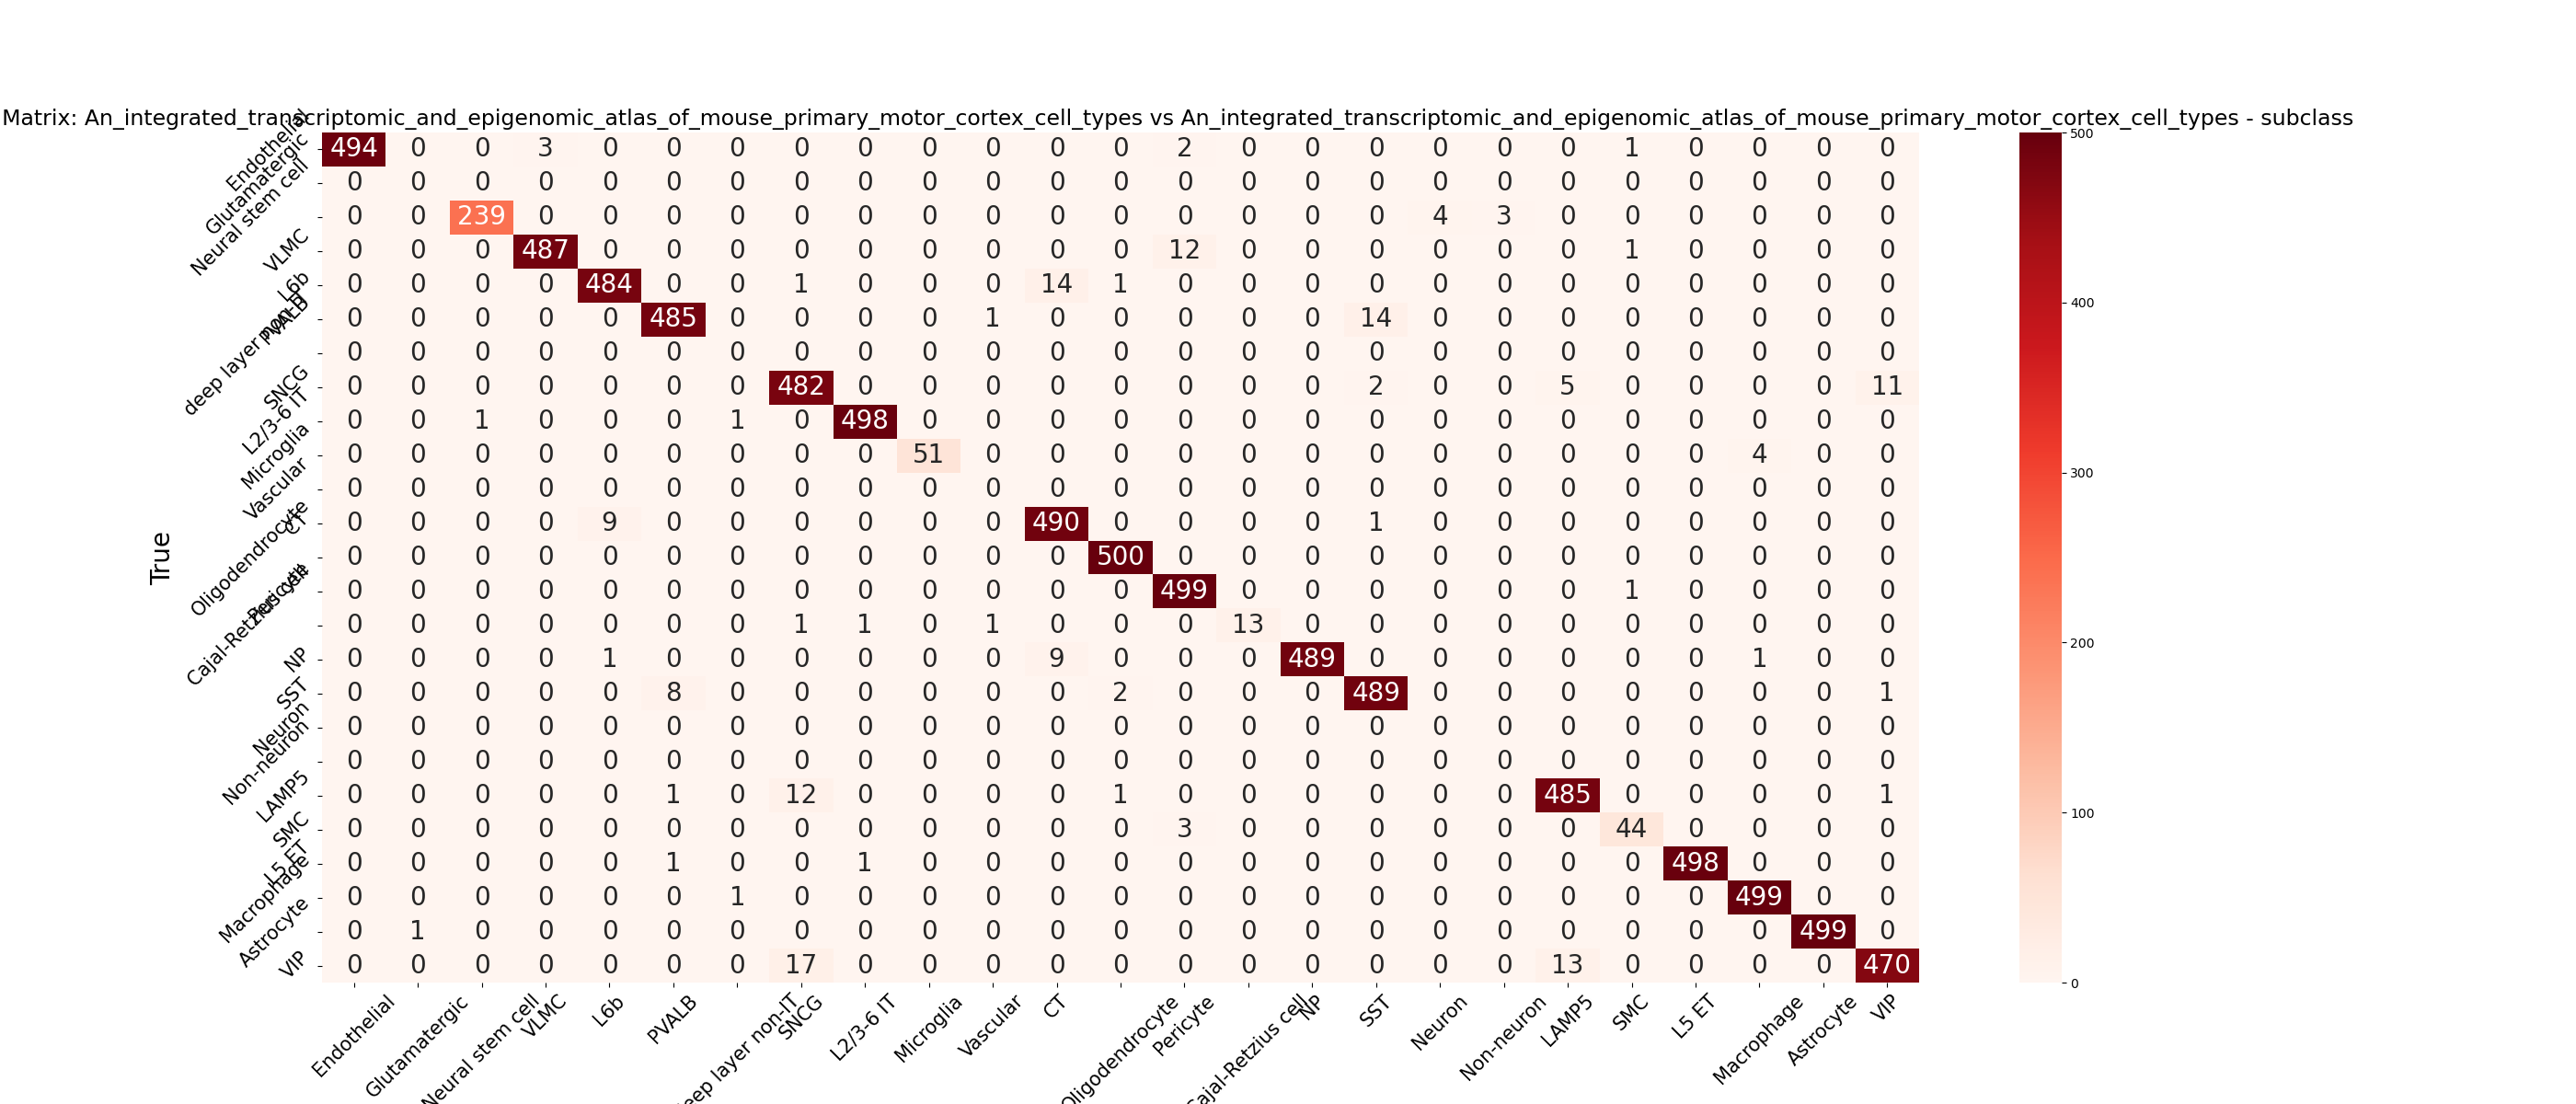 Matrix: An_integrated_transcriptomic_and_epigenomic_atlas_of_mouse_primary_motor_cortex_cell_types vs An_integrated_transcriptomic_and_epigenomic_atlas_of_mouse_primary_motor_cortex_cell_types - subclass
True
Endothelial 494 0 0 3 0 0 0 0 0 0 0 0 0 2 0 0 0 0 0 0 1 0 0 0 0
Glutamatergic 0 0 0 0 0 0 0 0 0 0 0 0 0 0 0 0 0 0 0 0 0 0 0 0 0
Neural stem cell 0 0 239 0 0 0 0 0 0 0 0 0 0 0 0 0 0 4 3 0 0 0 0 0 0
VLMC 0 0 0 487 0 0 0 0 0 0 0 0 0 12 0 0 0 0 0 0 1 0 0 0 0
L6b 0 0 0 0 484 0 0 1 0 0 0 14 1 0 0 0 0 0 0 0 0 0 0 0 0
PVALB 0 0 0 0 0 485 0 0 0 0 1 0 0 0 0 0 14 0 0 0 0 0 0 0 0
deep layer non-IT 0 0 0 0 0 0 0 0 0 0 0 0 0 0 0 0 0 0 0 0 0 0 0 0 0
SNCG 0 0 0 0 0 0 0 482 0 0 0 0 0 0 0 0 2 0 0 5 0 0 0 0 11
L2/3-6 IT 0 0 1 0 0 0 1 0 498 0 0 0 0 0 0 0 0 0 0 0 0 0 0 0 0
Microglia 0 0 0 0 0 0 0 0 0 51 0 0 0 0 0 0 0 0 0 0 0 0 4 0 0
Vascular 0 0 0 0 0 0 0 0 0 0 0 0 0 0 0 0 0 0 0 0 0 0 0 0 0
CT 0 0 0 0 9 0 0 0 0 0 0 490 0 0 0 0 1 0 0 0 0 0 0 0 0
Oligodendrocyte 0 0 0 0 0 0 0 0 0 0 0 0 500 0 0 0 0 0 0 0 0 0 0 0 0
Pericyte 0 0 0 0 0 0 0 0 0 0 0 0 0 499 0 0 0 0 0 0 1 0 0 0 0
Cajal-Retzius cell 0 0 0 0 0 0 0 1 1 0 1 0 0 0 13 0 0 0 0 0 0 0 0 0 0
NP 0 0 0 0 1 0 0 0 0 0 0 9 0 0 0 489 0 0 0 0 0 0 1 0 0
SST 0 0 0 0 0 8 0 0 0 0 0 0 2 0 0 0 489 0 0 0 0 0 0 0 1
Neuron 0 0 0 0 0 0 0 0 0 0 0 0 0 0 0 0 0 0 0 0 0 0 0 0 0
Non-neuron 0 0 0 0 0 0 0 0 0 0 0 0 0 0 0 0 0 0 0 0 0 0 0 0 0
LAMP5 0 0 0 0 0 1 0 12 0 0 0 0 1 0 0 0 0 0 0 485 0 0 0 0 1
SMC 0 0 0 0 0 0 0 0 0 0 0 0 0 3 0 0 0 0 0 0 44 0 0 0 0
L5 ET 0 0 0 0 0 1 0 0 1 0 0 0 0 0 0 0 0 0 0 0 0 498 0 0 0
Macrophage 0 0 0 0 0 0 1 0 0 0 0 0 0 0 0 0 0 0 0 0 0 0 499 0 0
Astrocyte 0 1 0 0 0 0 0 0 0 0 0 0 0 0 0 0 0 0 0 0 0 0 0 499 0
VIP 0 0 0 0 0 0 0 17 0 0 0 0 0 0 0 0 0 0 0 13 0 0 0 0 470
Endothelial Glutamatergic Neural stem cell VLMC L6b PVALB eep layer non-IT SNCG L2/3-6 IT Microglia Vascular CT Oligodendrocyte Pericyte Cajal-Retzius cell NP SST Neuron Non-neuron LAMP5 SMC L5 ET Macrophage Astrocyte VIP
500
400
300
200
100
0